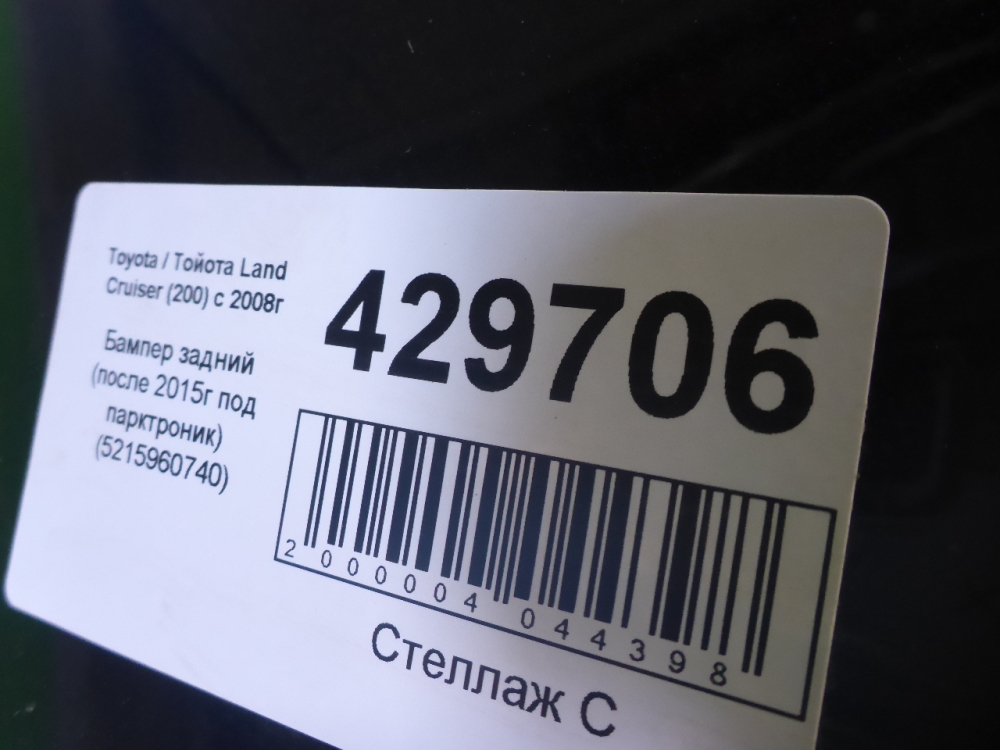 Toyota / Тойота Land
Cruiser (200) с 2008г
Бампер задний
(после 2015г под
парктроник)
(5215960740)
429706
2 000004 044398
Стеллаж С